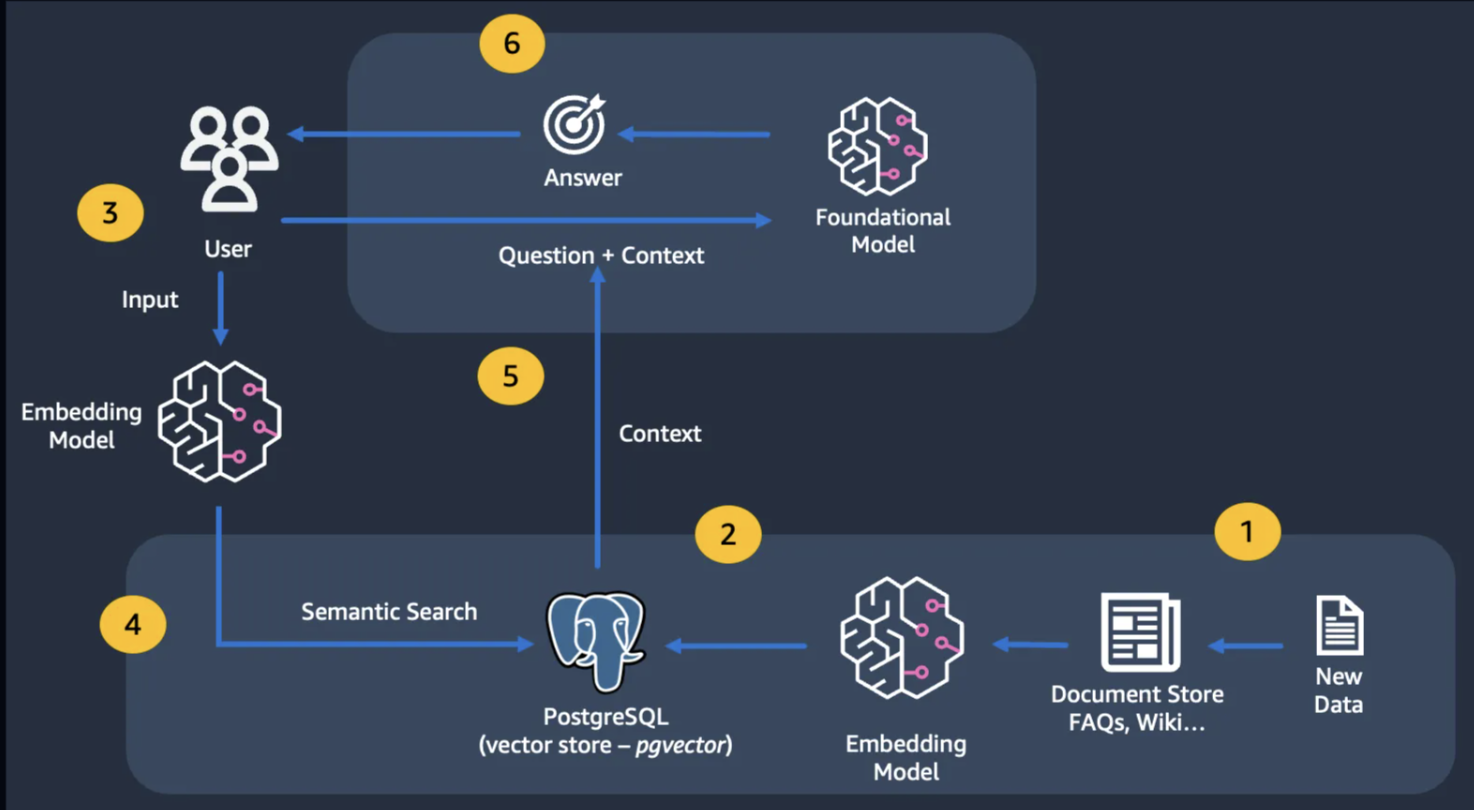 6
Answer
Foundational
Model
3
User
Question + Context
Input
5
Embedding
Model
Context
2
1
4
Semantic Search
PostgreSQL
(vector store – pgvector)
Embedding
Model
Document Store
FAQs, Wiki...
New
Data